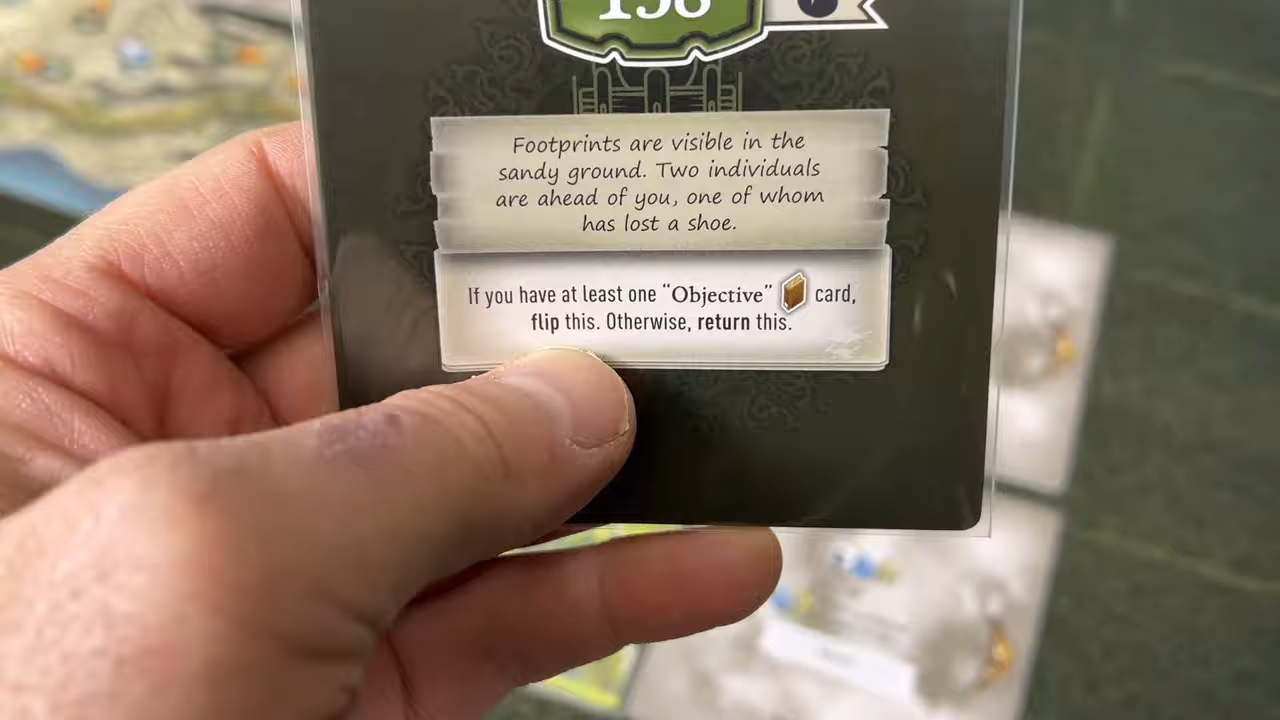 158
Footprints are visible in the
sandy ground. Two individuals
are ahead of you, one of whom
has lost a shoe.
If you have at least one “Objective” card,
flip this. Otherwise, return this.